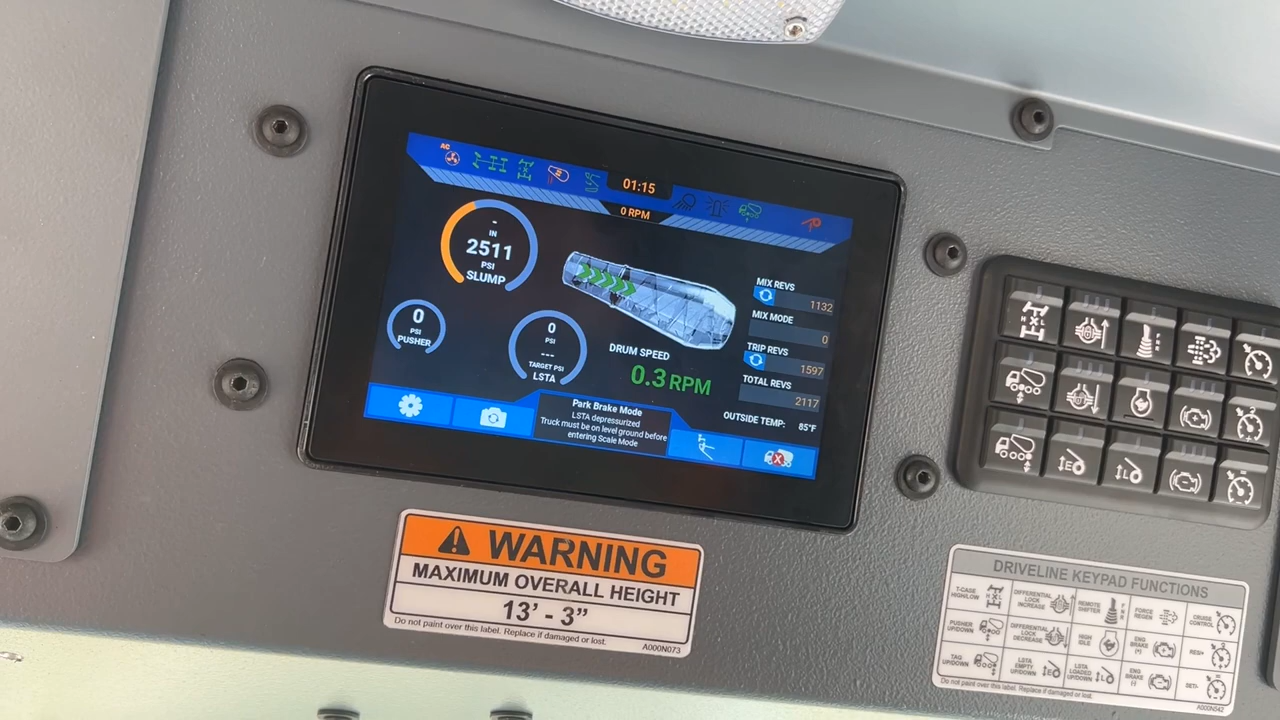 AC
01:15
0 RPM
-
IN
2511
PSI
SLUMP
0
PSI
PUSHER
0
PSI
---
TARGET PSI
LSTA
DRUM SPEED
0.3 RPM
MIX REVS
1132
MIX MODE
0
TRIP REVS
1597
TOTAL REVS
2117
OUTSIDE TEMP: 85°F
Park Brake Mode
LSTA depressurized
Truck must be on level ground before
entering Scale Mode
WARNING
MAXIMUM OVERALL HEIGHT
13' - 3"
Do not paint over this label. Replace if damaged or lost.
A000N073
DRIVELINE KEYPAD FUNCTIONS
T-CASE
HIGH/LOW
DIFFERENTIAL
LOCK
INCREASE
REMOTE
SHIFTER
FORCE
REGEN
CRUISE
CONTROL
PUSHER
UP/DOWN
DIFFERENTIAL
LOCK
DECREASE
HIGH
IDLE
ENG
BRAKE
(+)
RES/+
TAG
UP/DOWN
LSTA
EMPTY
UP/DOWN
LSTA
LOADED
UP/DOWN
ENG
BRAKE
(-)
SET/-
Do not paint over this label. Replace if damaged or lost.
A000N542